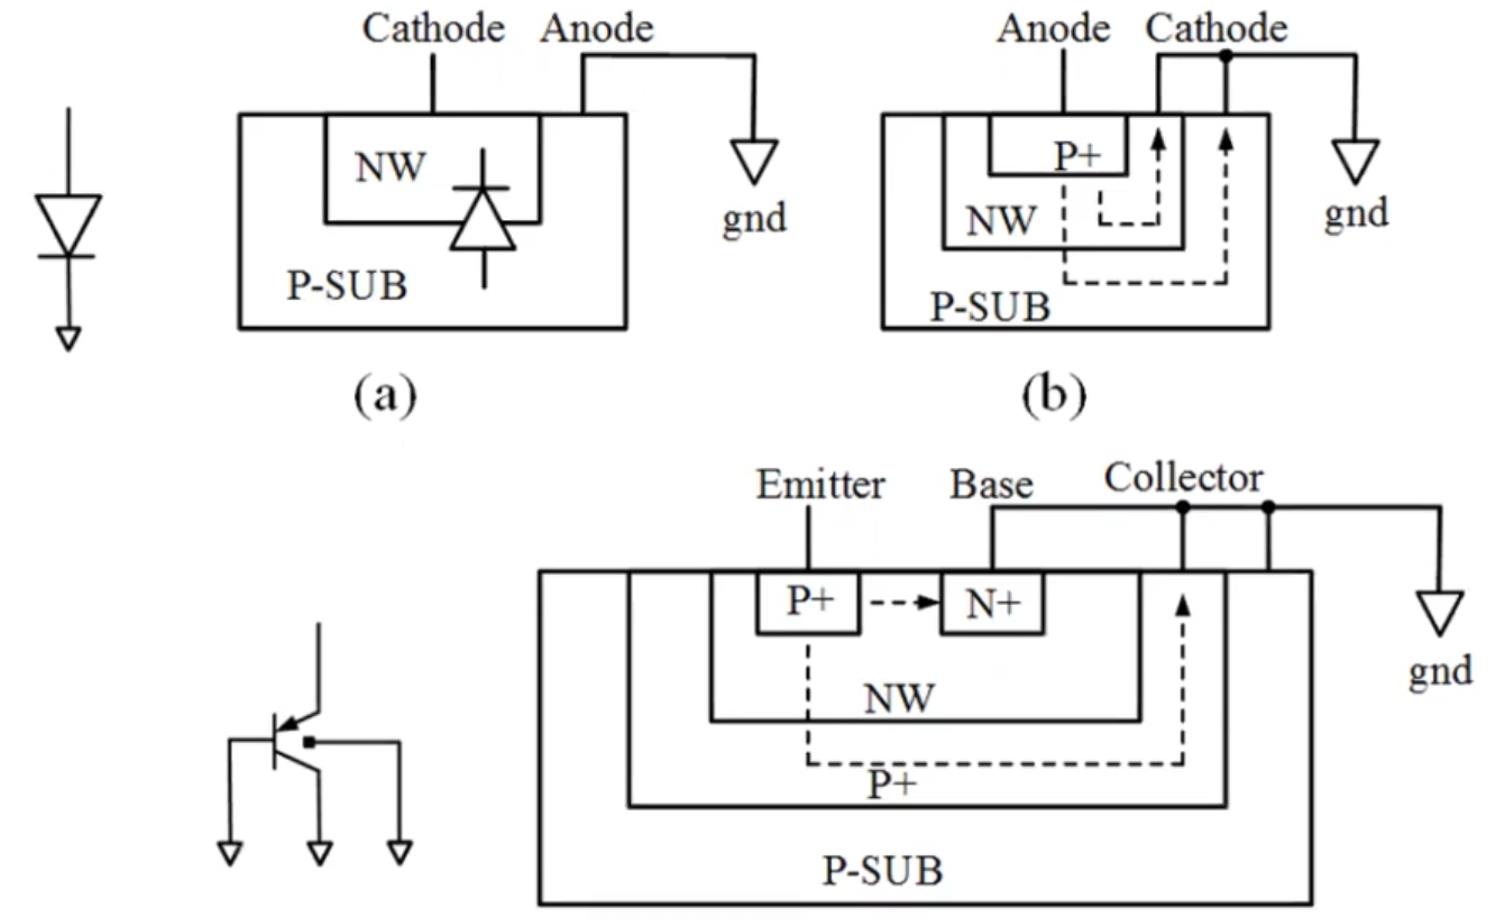 Cathode Anode
NW
gnd
P-SUB
(a)
Anode Cathode
P+
NW
gnd
P-SUB
(b)
Emitter Base Collector
P+ N+
NW
gnd
P+
P-SUB